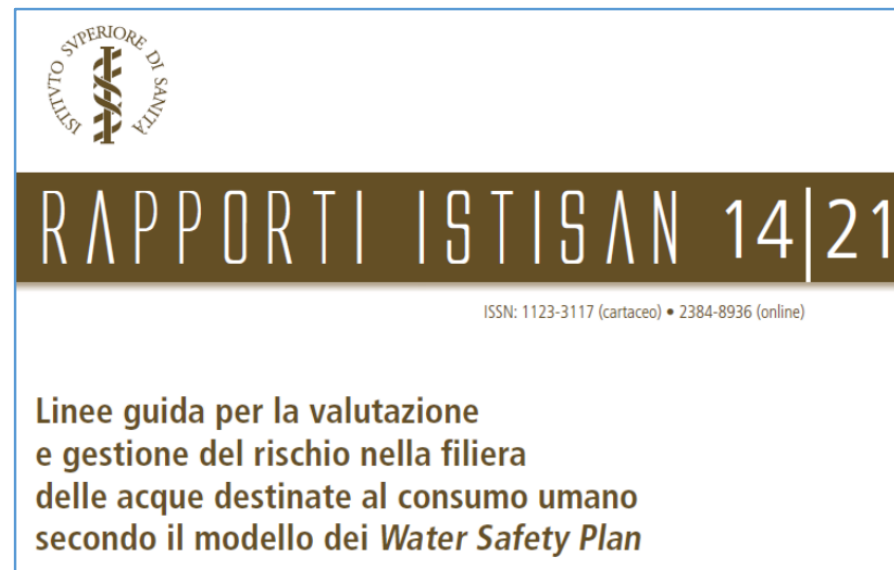 ISTITVTO SVPERIORE DI SANITÀ
RAPPORTI ISTISAN 14|21
ISSN: 1123-3117 (cartaceo) • 2384-8936 (online)
Linee guida per la valutazione
e gestione del rischio nella filiera
delle acque destinate al consumo umano
secondo il modello dei Water Safety Plan